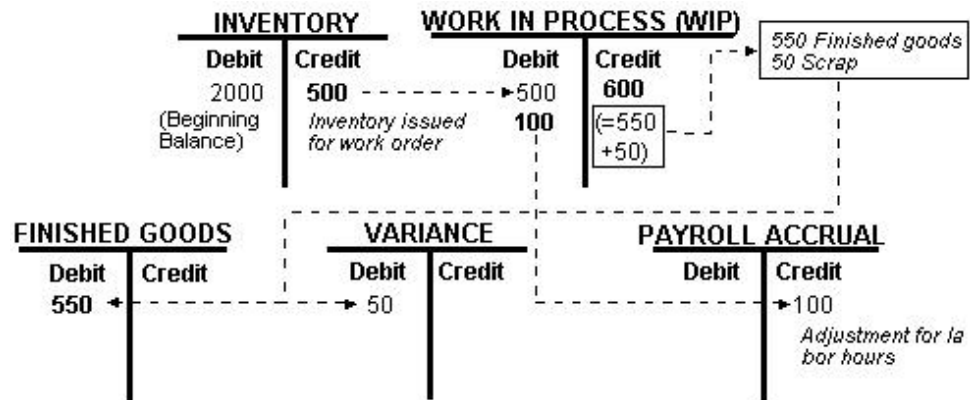 INVENTORY
Debit Credit
2000 500
(Beginning
Balance)
Inventory issued
for work order
WORK IN PROCESS (WIP)
Debit Credit
500 600
100 (=550
+50)
550 Finished goods
50 Scrap
FINISHED GOODS
Debit Credit
550
VARIANCE
Debit Credit
50
PAYROLL ACCRUAL
Debit Credit
100
Adjustment for la
bor hours